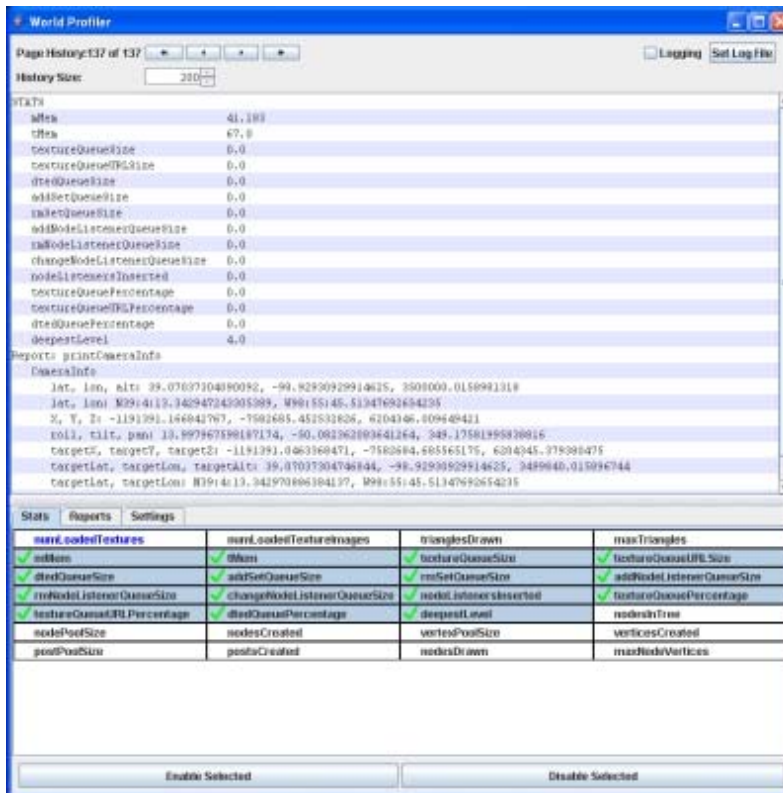 World Profiler
Page History:137 of 137
Logging Set Log File
History Size: 200
STATS
mMem 41.183
tMem 67.0
textureQueueSize 0.0
textureQueueURLSize 0.0
dtedQueueSize 0.0
addSetQueueSize 0.0
rmSetQueueSize 0.0
addNodeListenerQueueSize 0.0
rmNodeListenerQueueSize 0.0
changeNodeListenerQueueSize 0.0
nodeListenersInserted 0.0
textureQueuePercentage 0.0
textureQueueURLPercentage 0.0
dtedQueuePercentage 0.0
deepestLevel 4.0
Report: printCameraInfo
CameraInfo
lat, lon, alt: 39.07037304090092, -98.92930929914625, 3500000.0158981318
lat, lon: N39:4:13.342947243305389, W98:55:45.51347692654235
X, Y, Z: -1191391.166842767, -7582685.452532826, 6204346.009649421
roll, tilt, pan: 13.997967598187174, -50.082362083641264, 349.17581995838816
targetX, targetY, targetZ: -1191391.0463368471, -7582684.685565175, 6204345.379380475
targetLat, targetLon, targetAlt: 39.07037304746844, -98.92930929914625, 3499840.015896744
targetLat, targetLon: N39:4:13.342970886384137, W98:55:45.51347692654235
Stats Reports Settings
numLoadedTextures numLoadedTextureImages trianglesDrawn maxTriangles
mMem tMem textureQueueSize textureQueueURLSize
dtedQueueSize addSetQueueSize rmSetQueueSize addNodeListenerQueueSize
rmNodeListenerQueueSize changeNodeListenerQueueSize nodeListenersInserted textureQueuePercentage
textureQueueURLPercentage dtedQueuePercentage deepestLevel nodesInTree
nodePoolSize nodesCreated vertexPoolSize verticesCreated
postPoolSize postsCreated nodesDrawn maxNodeVertices
Enable Selected Disable Selected